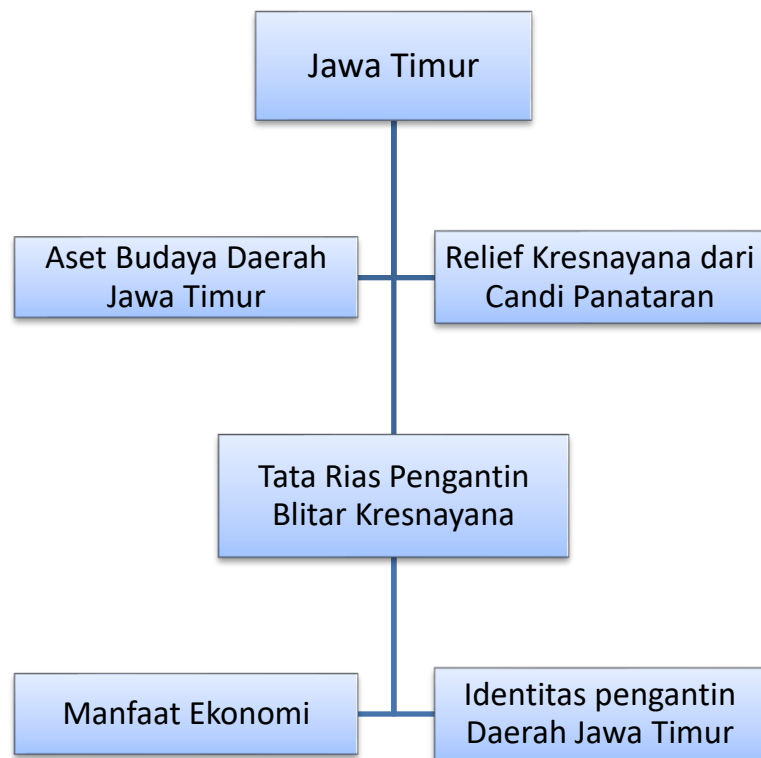 Jawa Timur
Aset Budaya Daerah
Jawa Timur
Relief Kresnayana dari
Candi Panataran
Tata Rias Pengantin
Blitar Kresnayana
Manfaat Ekonomi
Identitas pengantin
Daerah Jawa Timur